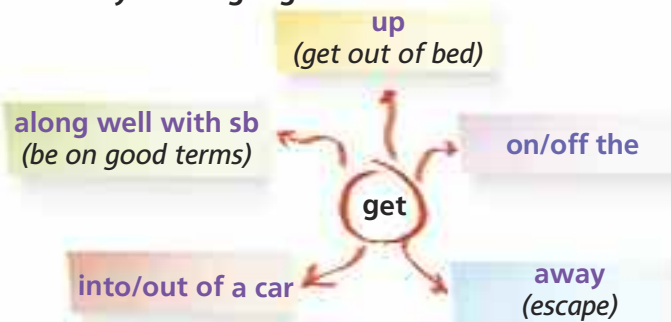 up
(get out of bed)
along well with sb
(be on good terms)
on/off the
get
into/out of a car
away
(escape)